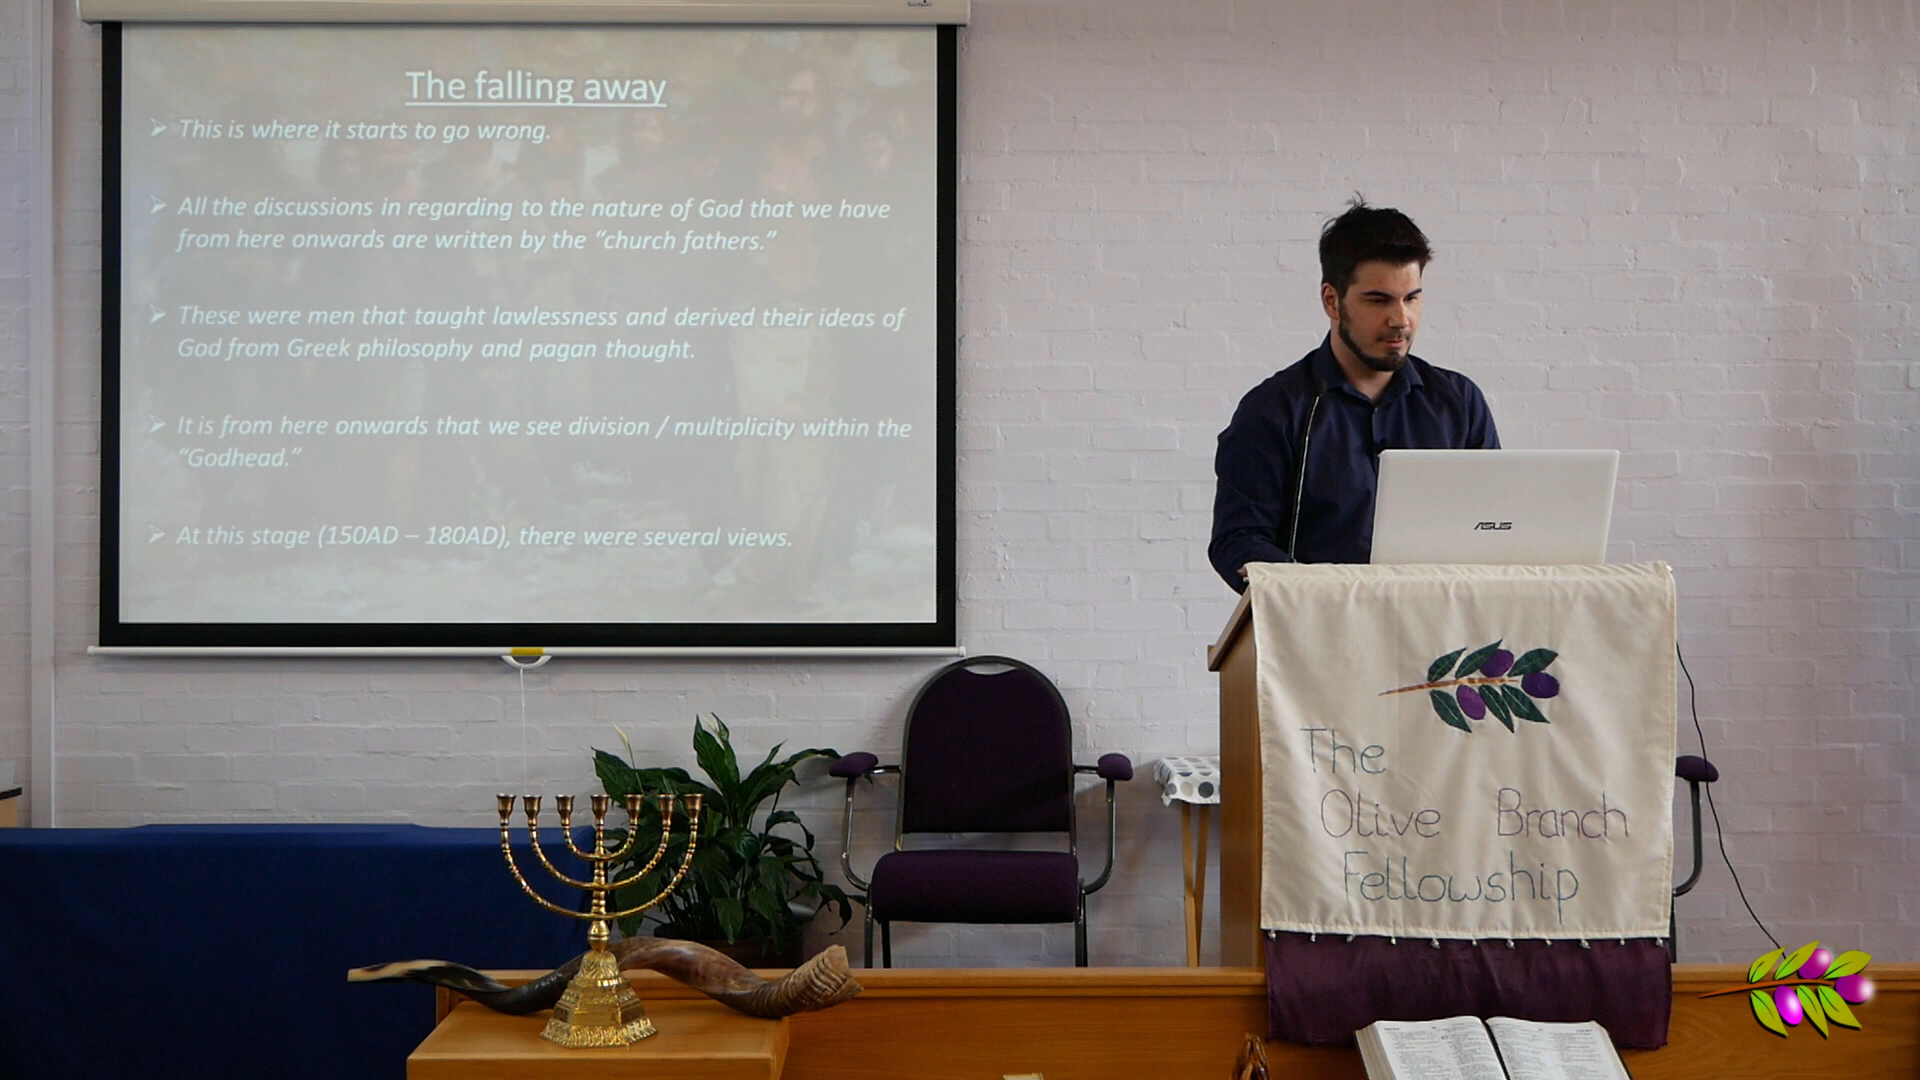 The falling away
This is where it starts to go wrong.
All the discussions in regarding to the nature of God that we have
from here onwards are written by the “church fathers.”
These were men that taught lawlessness and derived their ideas of
God from Greek philosophy and pagan thought.
It is from here onwards that we see division / multiplicity within the
“Godhead.”
At this stage (150AD – 180AD), there were several views.
ASUS
The
Olive Branch
Fellowship